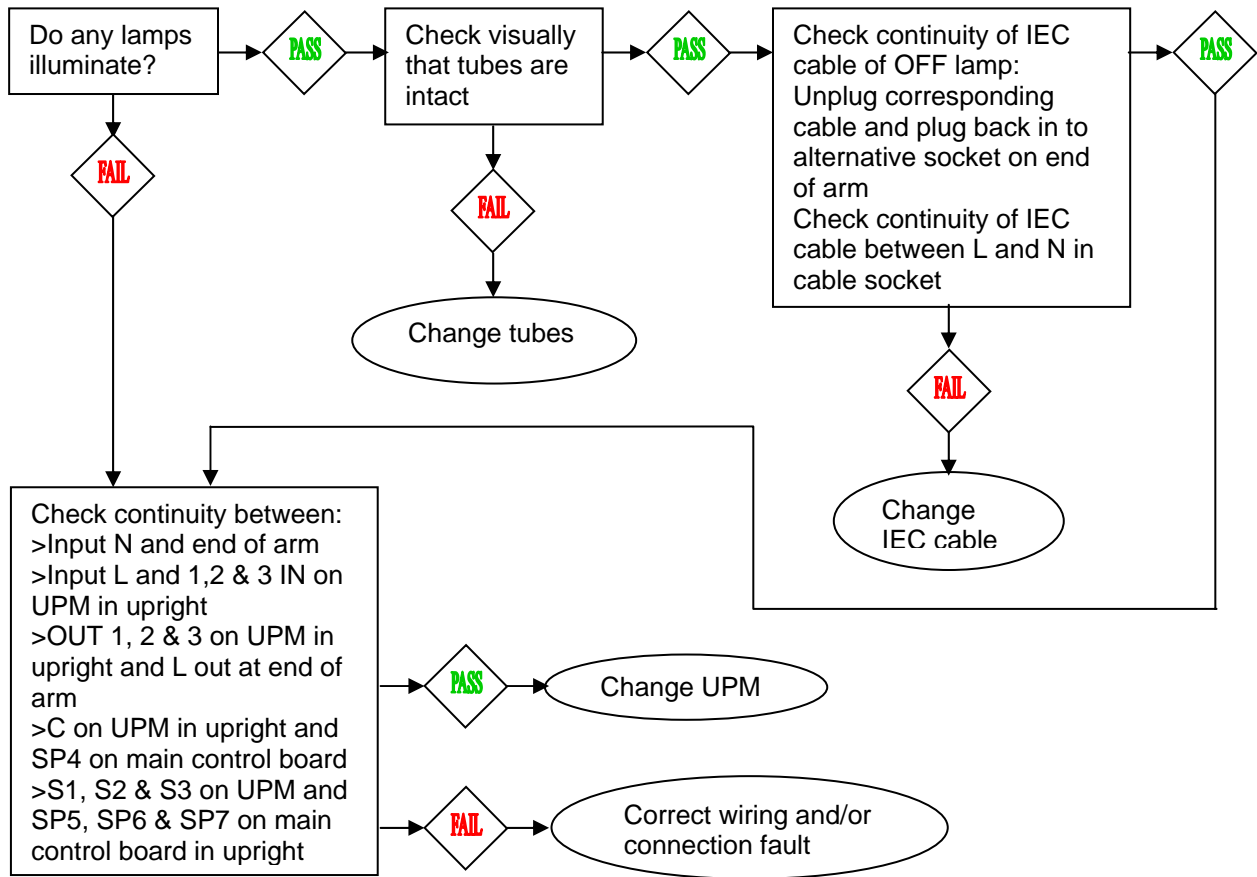 Do any lamps
illuminate?
PASS
Check visually
that tubes are
intact
PASS
Check continuity of IEC
cable of OFF lamp:
Unplug corresponding
cable and plug back in to
alternative socket on end
of arm
Check continuity of IEC
cable between L and N in
cable socket
PASS
FAIL
FAIL
Change tubes
FAIL
Change
IEC cable
Check continuity between:
>Input N and end of arm
>Input L and 1,2 & 3 IN on
UPM in upright
>OUT 1, 2 & 3 on UPM in
upright and L out at end of
arm
>C on UPM in upright and
SP4 on main control board
>S1, S2 & S3 on UPM and
SP5, SP6 & SP7 on main
control board in upright
PASS
Change UPM
FAIL
Correct wiring and/or
connection fault